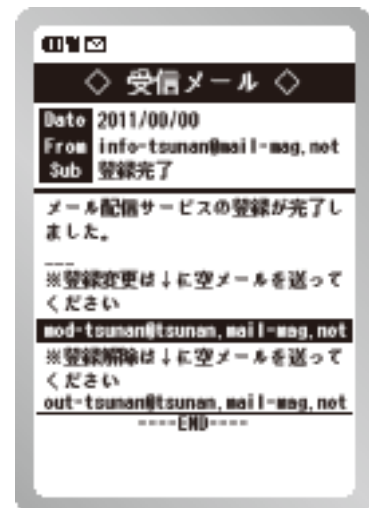 ◇ 受信メール ◇
Date 2011/00/00
From info-tsunan@mail-mag.net
Sub 登録完了
メール配信サービスの登録が完了し
ました。
---
※登録変更は↓に空メールを送って
ください
mod-tsunan@tsunan.mail-mag.net
※登録解除は↓に空メールを送って
ください
out-tsunan@tsunan.mail-mag.net
----END----